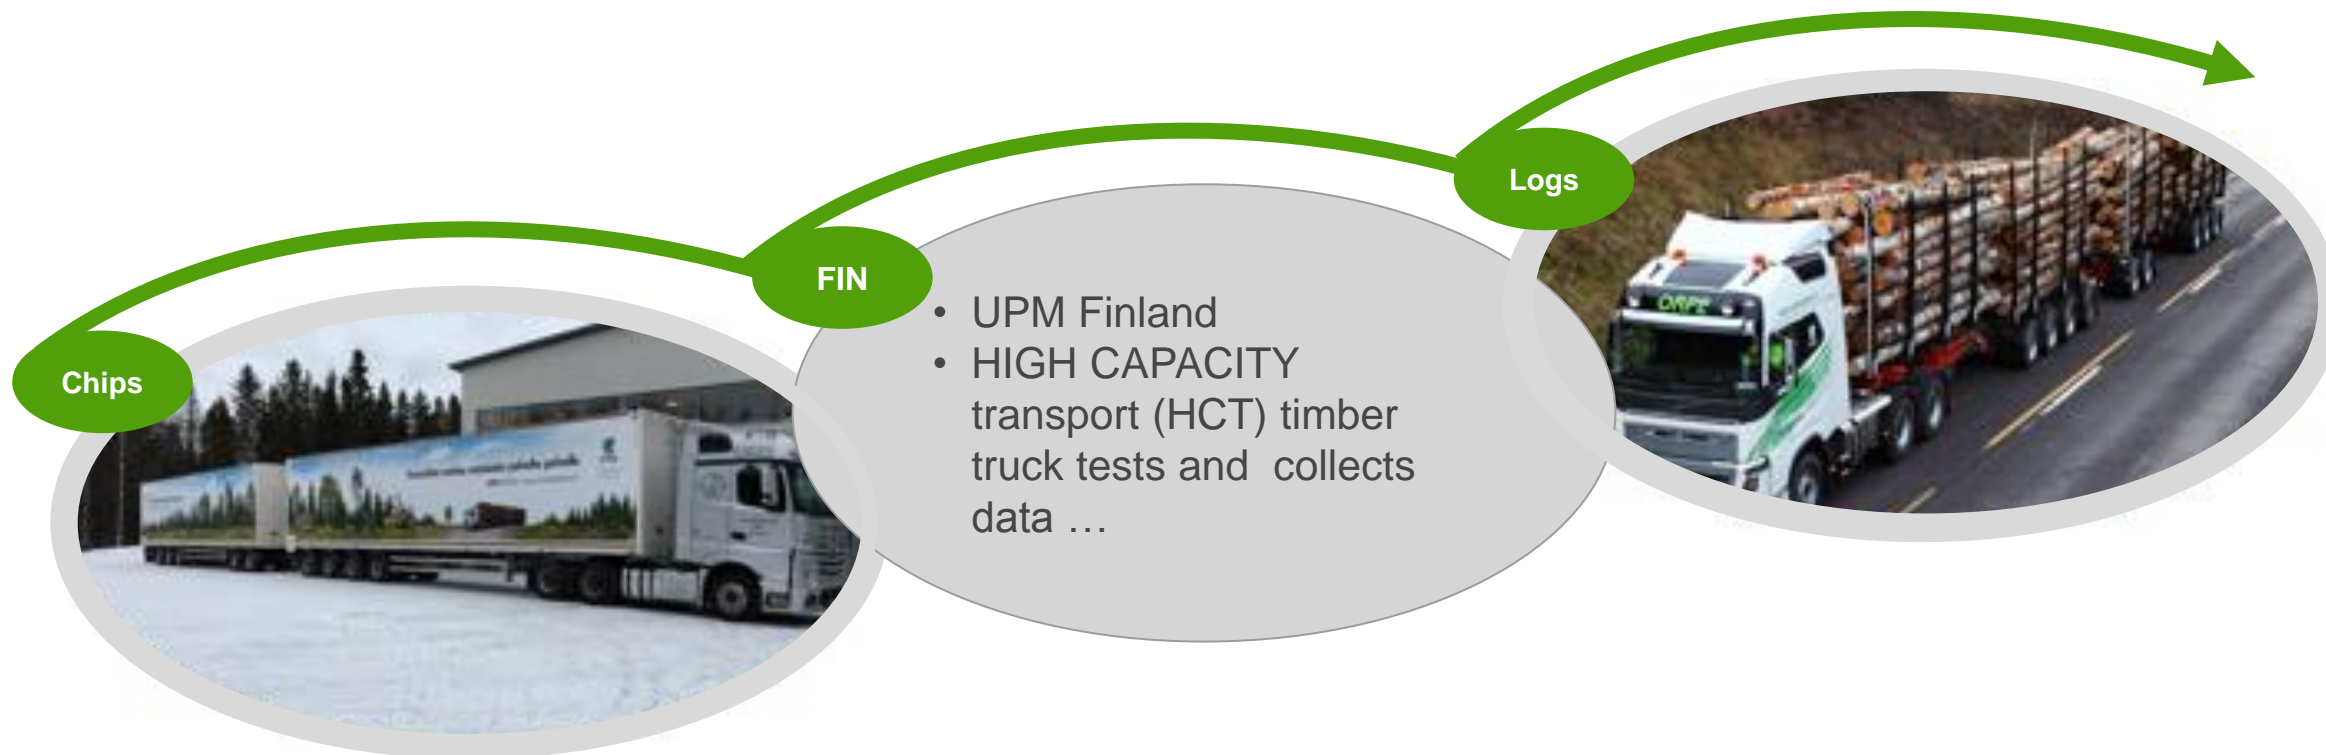 Chips
FIN
• UPM Finland
• HIGH CAPACITY
transport (HCT) timber
truck tests and collects
data …
Logs